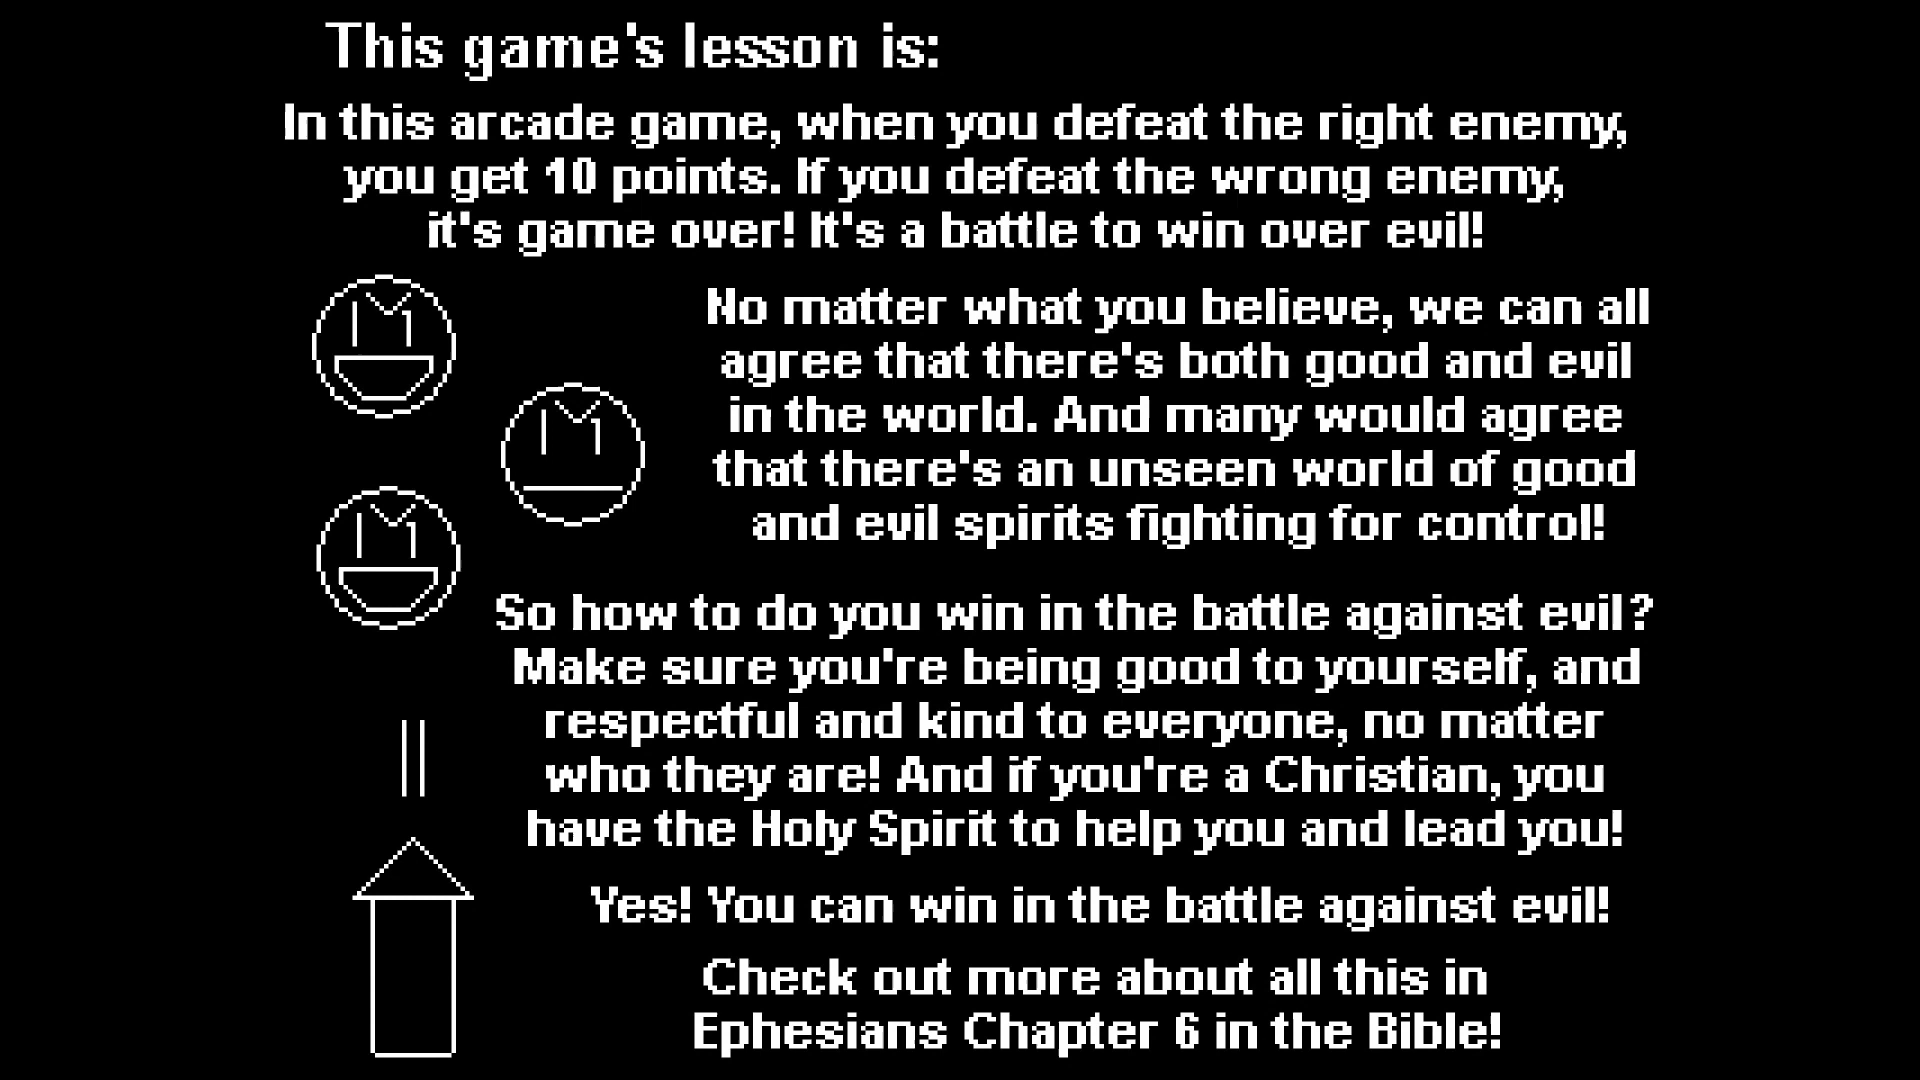 This game's lesson is:
In this arcade game, when you defeat the right enemy,
you get 10 points. If you defeat the wrong enemy,
it's game over! It's a battle to win over evil!
No matter what you believe, we can all
agree that there's both good and evil
in the world. And many would agree
that there's an unseen world of good
and evil spirits fighting for control!
So how to do you win in the battle against evil?
Make sure you're being good to yourself, and
respectful and kind to everyone, no matter
who they are! And if you're a Christian, you
have the Holy Spirit to help you and lead you!
Yes! You can win in the battle against evil!
Check out more about all this in
Ephesians Chapter 6 in the Bible!